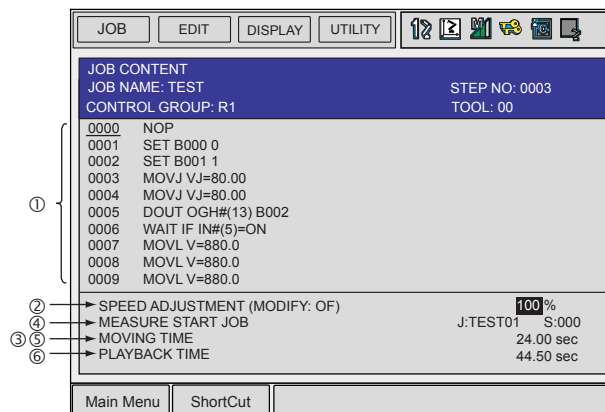 JOB EDIT DISPLAY UTILITY
JOB CONTENT
JOB NAME: TEST STEP NO: 0003
CONTROL GROUP: R1 TOOL: 00
0000 NOP
0001 SET B000 0
0002 SET B001 1
0003 MOVJ VJ=80.00
0004 MOVJ VJ=80.00
0005 DOUT OGH#(13) B002
0006 WAIT IF IN#(5)=ON
0007 MOVL V=880.0
0008 MOVL V=880.0
0009 MOVL V=880.0
①
② SPEED ADJUSTMENT (MODIFY: OF) 100 %
④ MEASURE START JOB J:TEST01 S:000
③⑤ MOVING TIME 24.00 sec
⑥ PLAYBACK TIME 44.50 sec
Main Menu ShortCut